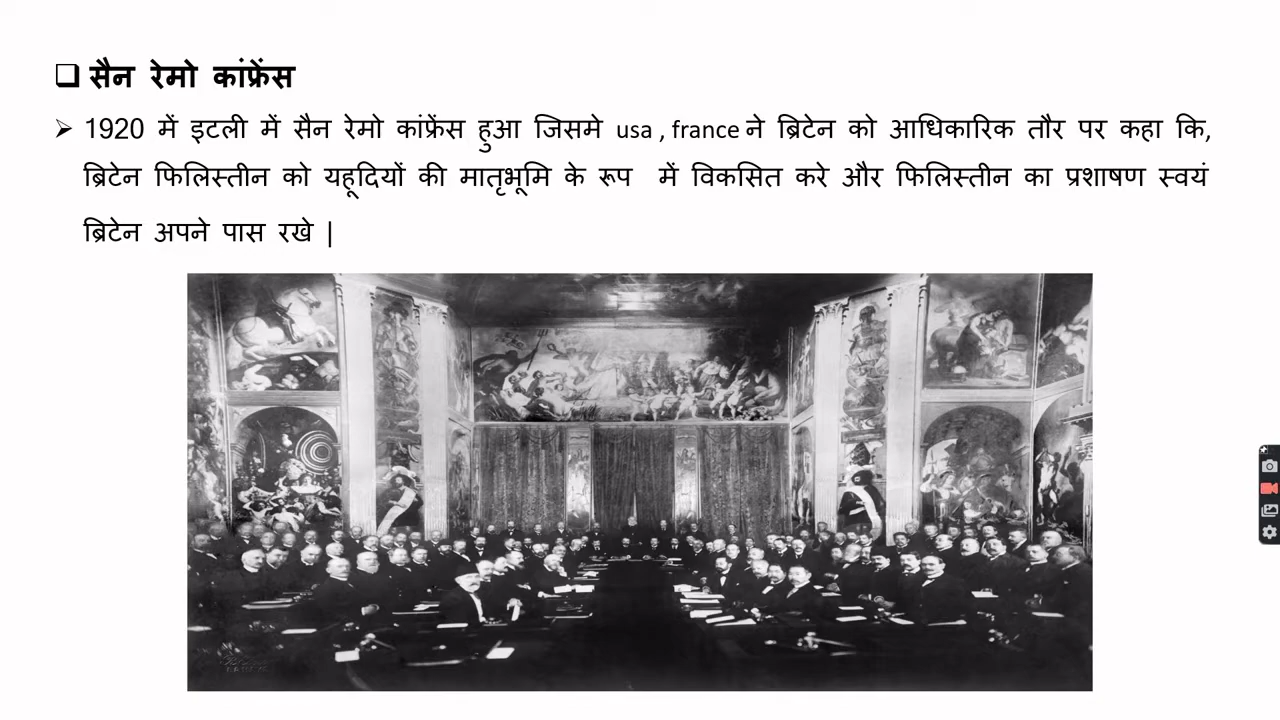 ❑ सैन रेमो कांफ्रेंस
➢ 1920 में इटली में सैन रेमो कांफ्रेंस हुआ जिसमे usa , france ने ब्रिटेन को आधिकारिक तौर पर कहा कि,
ब्रिटेन फिलिस्तीन को यहूदियों की मातृभूमि के रूप में विकसित करे और फिलिस्तीन का प्रशाषण स्वयं
ब्रिटेन अपने पास रखे |